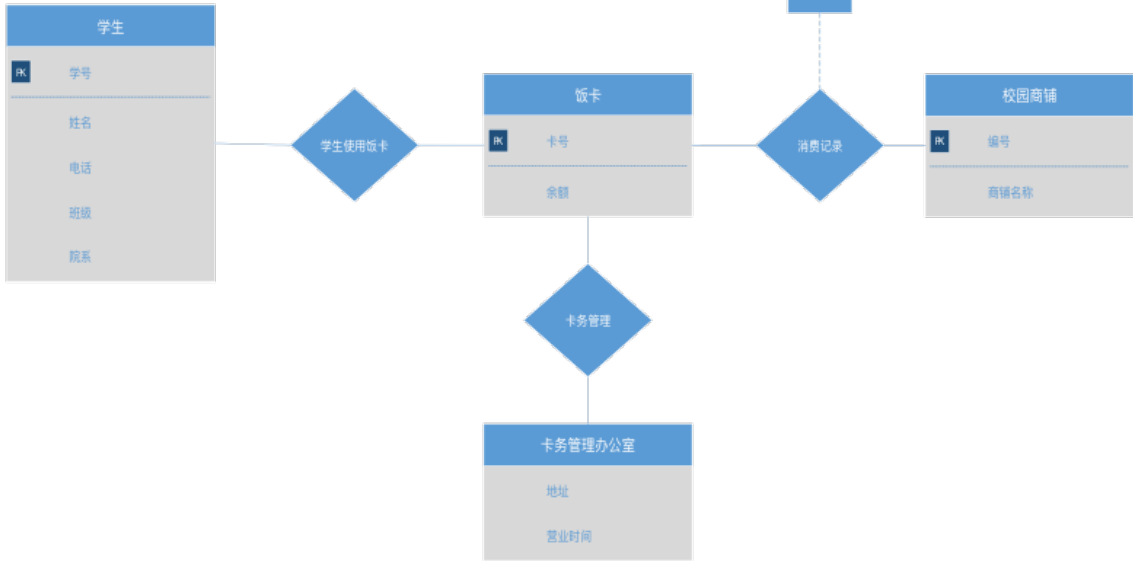 学生
PK 学号
姓名
电话
班级
院系
学生使用饭卡
饭卡
PK 卡号
余额
消费记录
校园商铺
PK 编号
商铺名称
卡务管理
卡务管理办公室
地址
营业时间